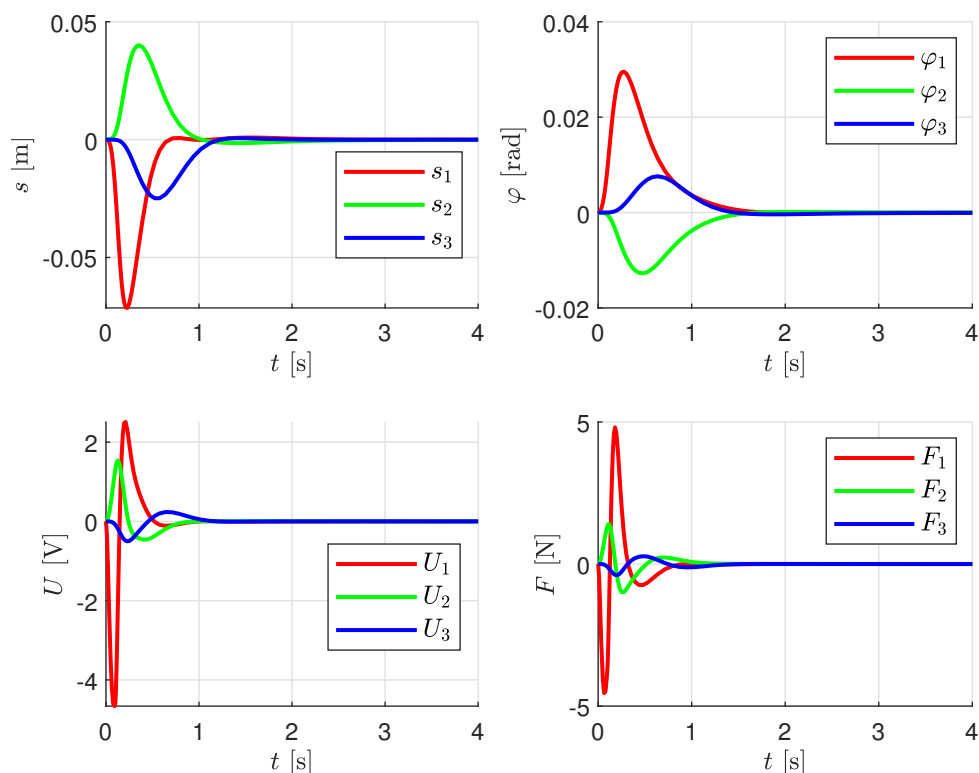 0.05
0
-0.05
s [m]
s₁
s₂
s₃
0 1 2 3 4
t [s]
0.04
0.02
0
-0.02
φ [rad]
φ₁
φ₂
φ₃
0 1 2 3 4
t [s]
2
0
-2
-4
U [V]
U₁
U₂
U₃
0 1 2 3 4
t [s]
5
0
-5
F [N]
F₁
F₂
F₃
0 1 2 3 4
t [s]